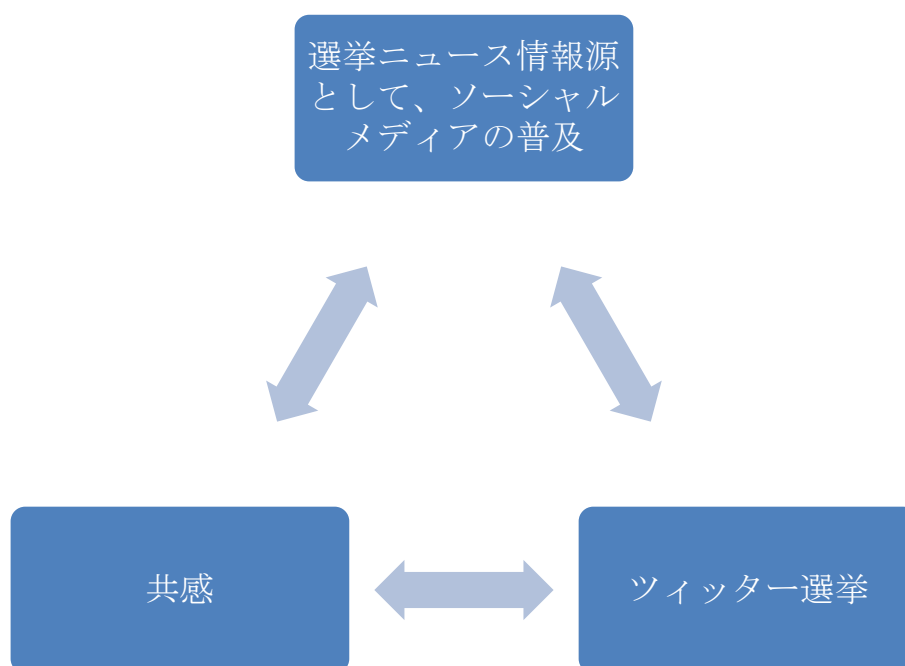 選挙ニュース情報源
として、ソーシャル
メディアの普及
共感
ツィッター選挙